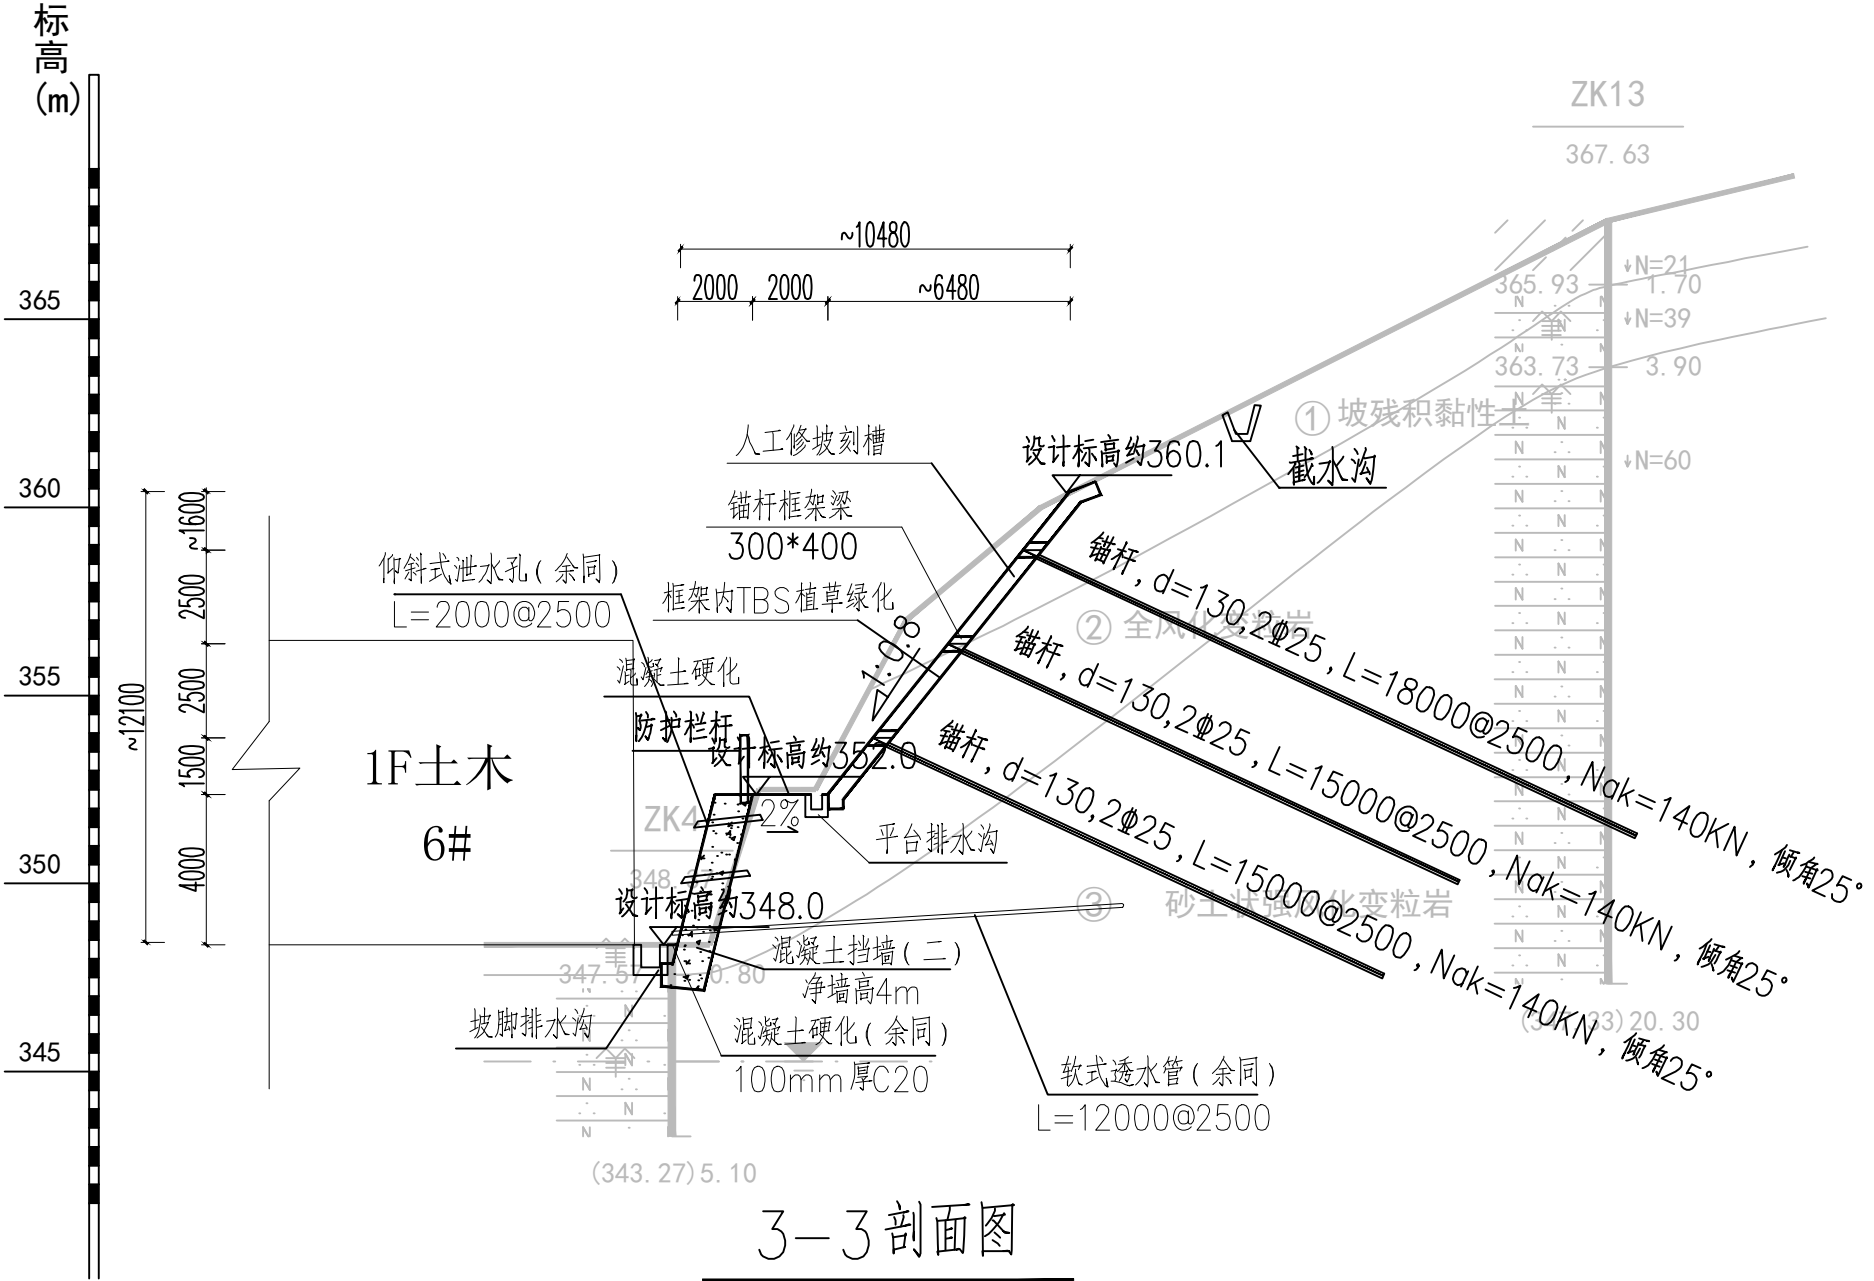 标
高
(m)
ZK13
367.63
~10480
2000
2000
~6480
365
N=21
365.93
1.70
N=39
363.73
3.90
① 坡残积黏性土
N=60
人工修坡刻槽
设计标高约360.1
截水沟
360
锚杆框架梁
300*400
~1600
锚杆,d=130,2Φ25,L=18000@2500,Nak=140KN,倾角25°
仰斜式泄水孔(余同)
L=2000@2500
2500
框架内TBS植草绿化
1:0.8
② 全风化变粒岩
锚杆,d=130,2Φ25,L=15000@2500,Nak=140KN,倾角25°
355
2500
~12100
混凝土硬化
防护栏杆
设计标高约352.0
锚杆,d=130,2Φ25,L=15000@2500,Nak=140KN,倾角25°
1F土木
6#
1500
ZK4
2%
平台排水沟
350
4000
设计标高约348.0
③ 砂土状强风化变粒岩
混凝土挡墙(二)
净墙高4m
347.57
0.80
坡脚排水沟
混凝土硬化(余同)
100mm厚C20
20.30
345
软式透水管(余同)
L=12000@2500
(343.27)5.10
3-3剖面图